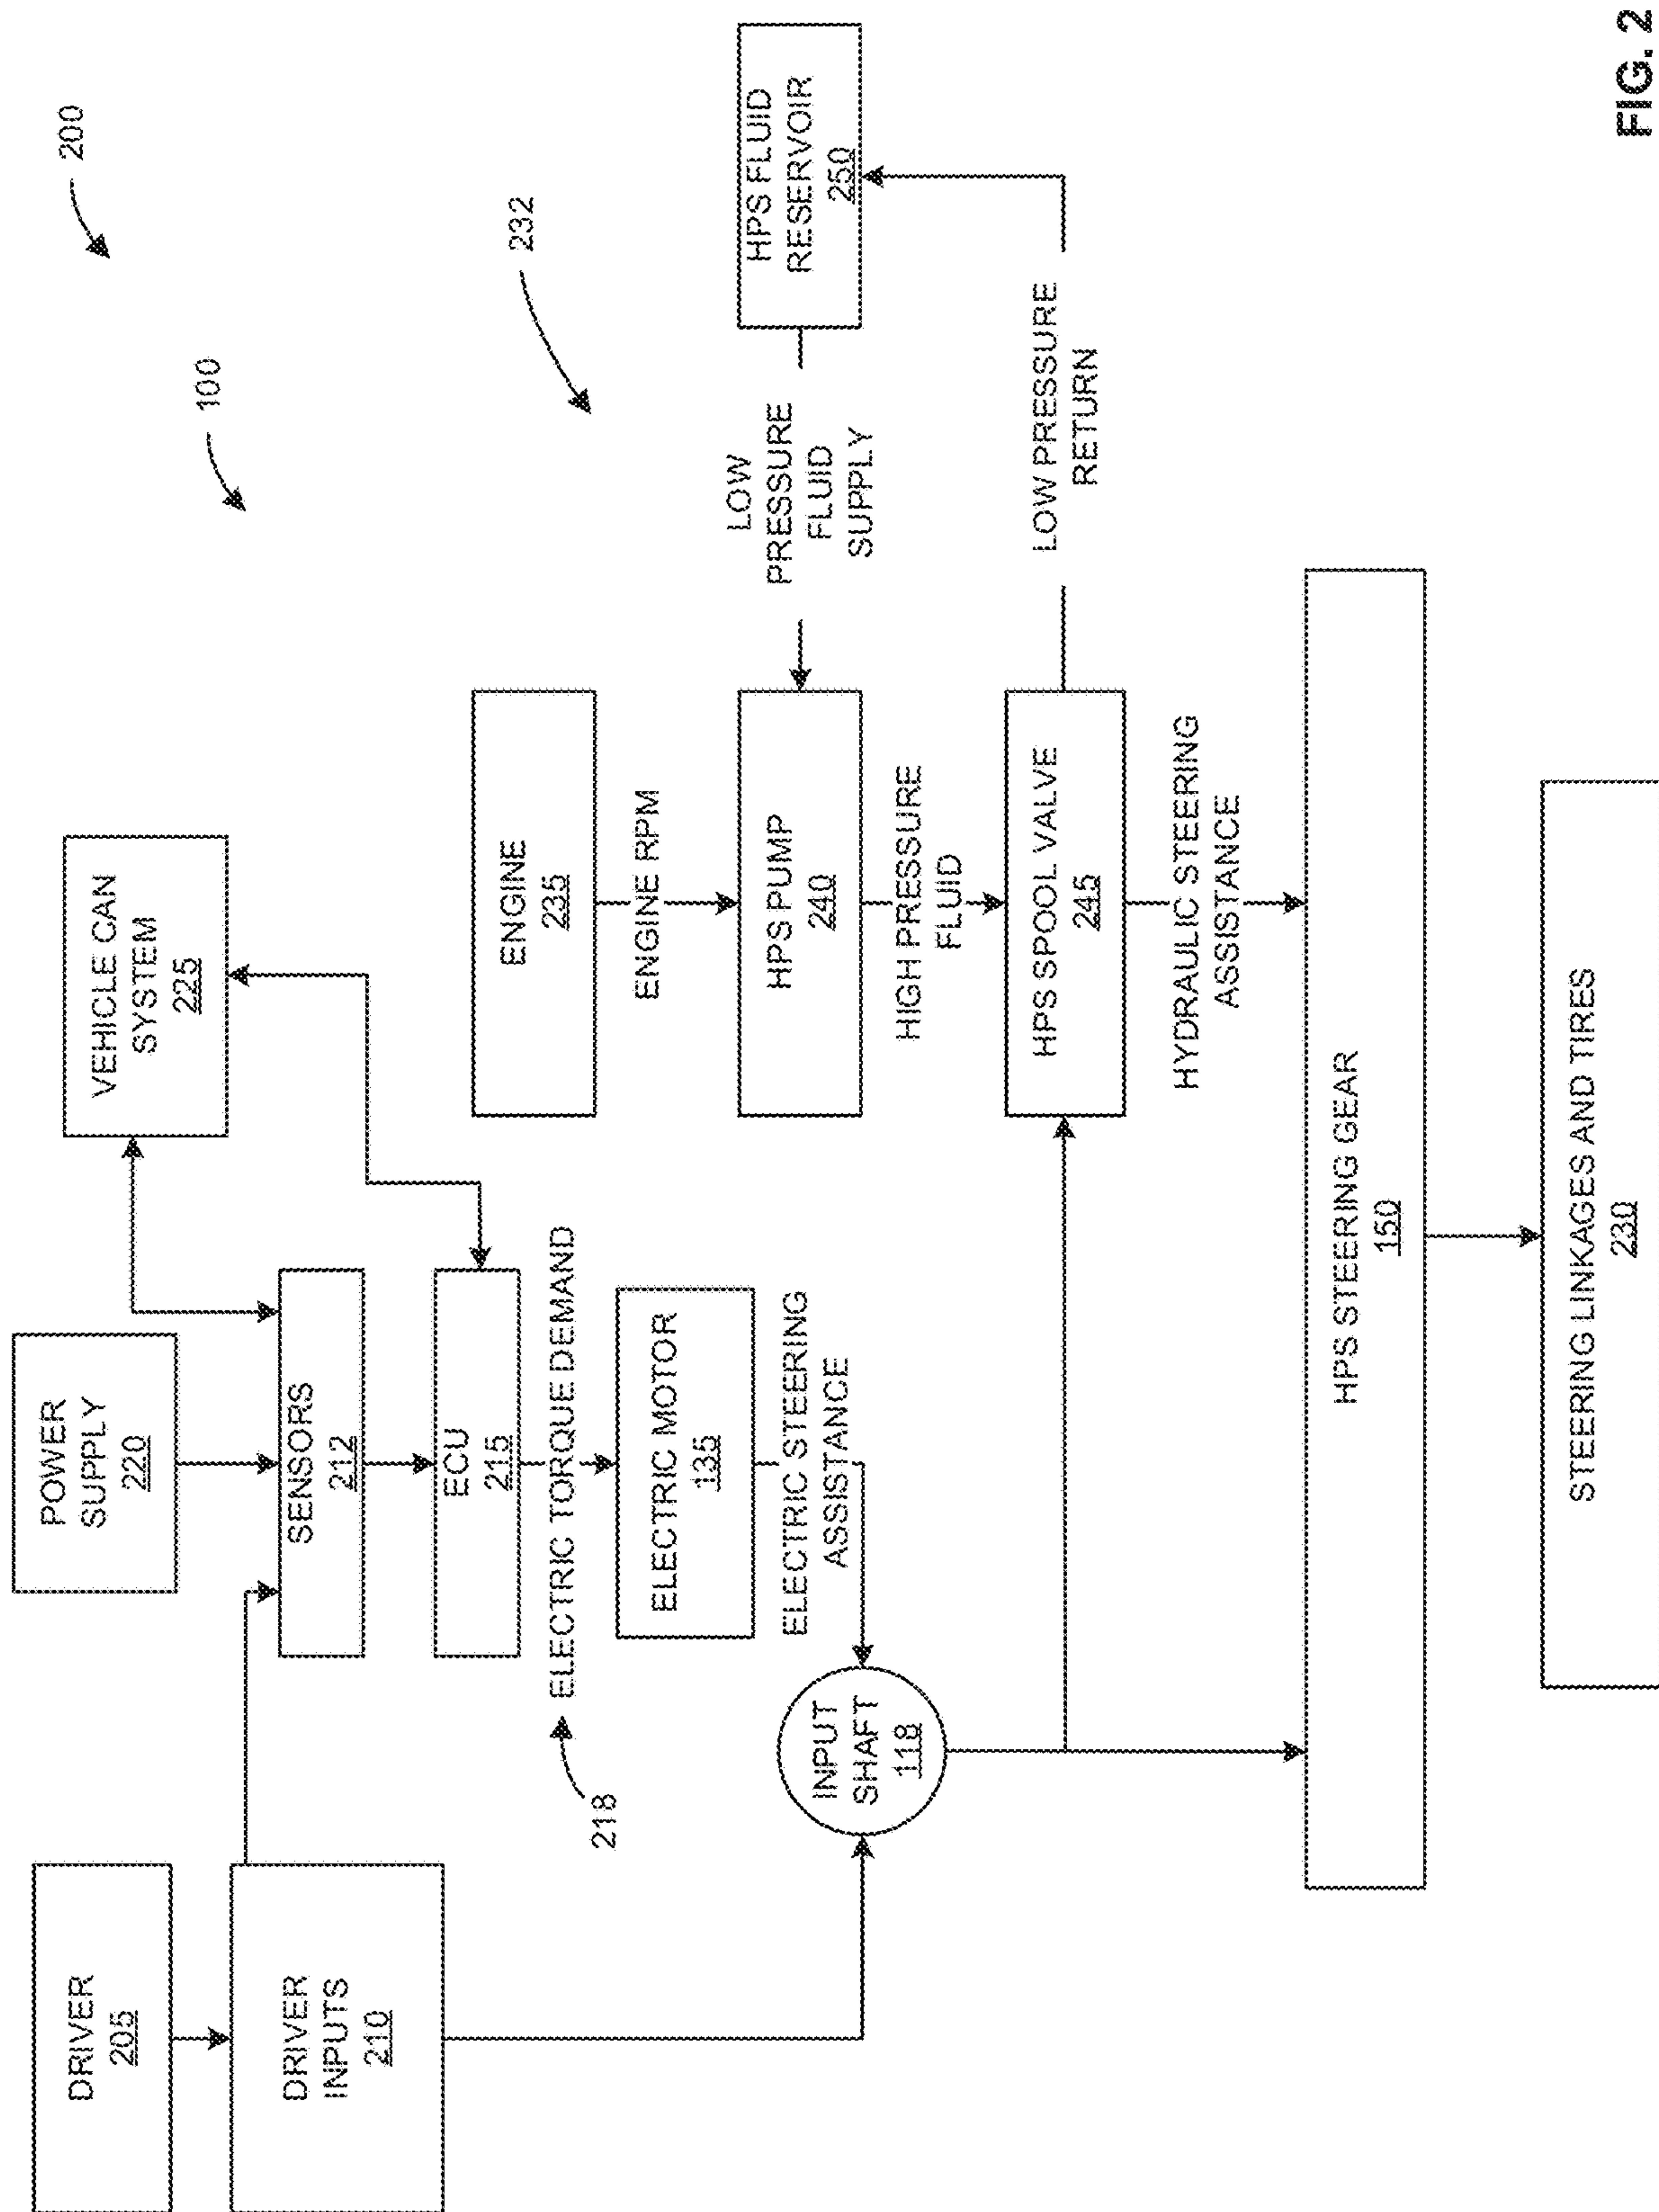 200
100
232
DRIVER
205
DRIVER
INPUTS
210
POWER
SUPPLY
220
VEHICLE CAN
SYSTEM
225
SENSORS
212
ECU
215
218
ELECTRIC TORQUE DEMAND
ELECTRIC MOTOR
135
ELECTRIC STEERING
ASSISTANCE
INPUT
SHAFT
118
ENGINE
235
ENGINE RPM
HPS PUMP
240
LOW
PRESSURE
FLUID
SUPPLY
HPS FLUID
RESERVOIR
250
HIGH PRESSURE
FLUID
HPS SPOOL VALVE
245
LOW PRESSURE
RETURN
HYDRAULIC STEERING
ASSISTANCE
HPS STEERING GEAR
150
STEERING LINKAGES AND TIRES
230
FIG. 2